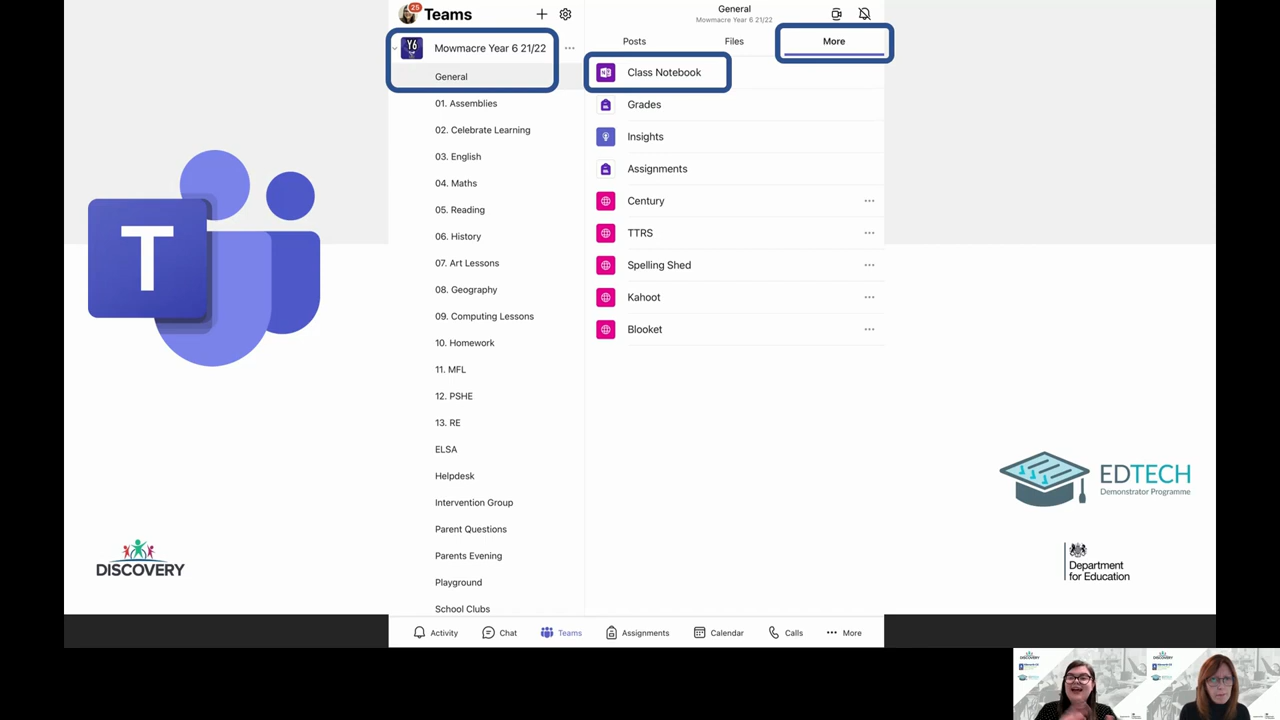 25
Teams
General
Mowmacre Year 6 21/22
Posts
Files
More
Y6
Mowmacre Year 6 21/22
General
01. Assemblies
02. Celebrate Learning
03. English
04. Maths
05. Reading
06. History
07. Art Lessons
08. Geography
09. Computing Lessons
10. Homework
11. MFL
12. PSHE
13. RE
ELSA
Helpdesk
Intervention Group
Parent Questions
Parents Evening
Playground
School Clubs
Class Notebook
Grades
Insights
Assignments
Century
TTRS
Spelling Shed
Kahoot
Blooket
T
DISCOVERY
EDTECH
Demonstrator Programme
Department
for Education
Activity
Chat
Teams
Assignments
Calendar
Calls
More
DISCOVERY
DISCOVERY